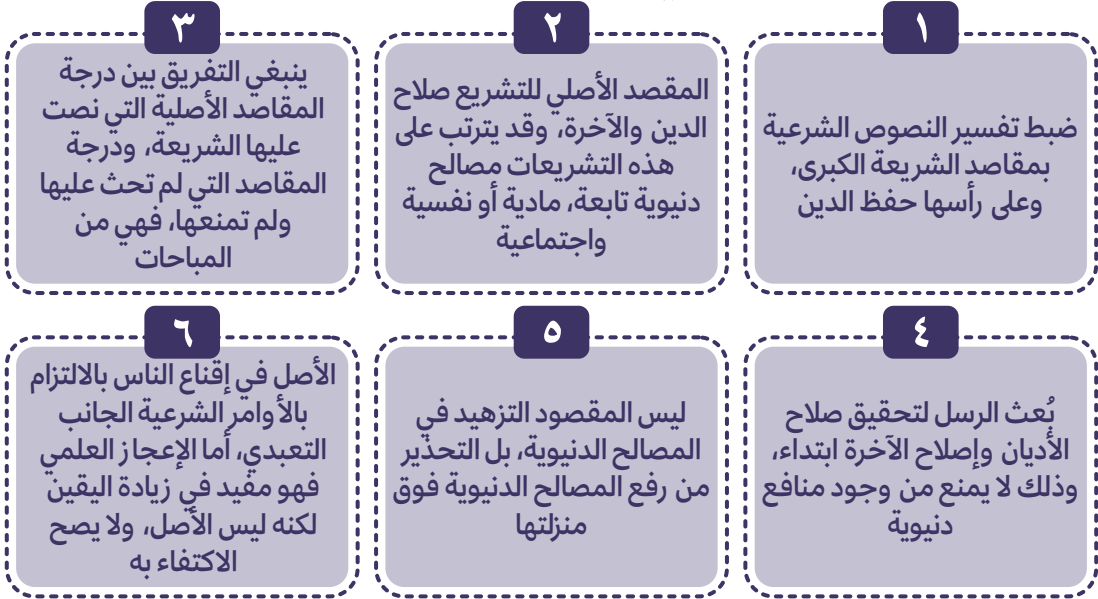 ١
ضبط تفسير النصوص الشرعية
بمقاصد الشريعة الكبرى،
وعلى رأسها حفظ الدين
٢
المقصد الأصلي للتشريع صلاح
الدين والآخرة، وقد يترتب على
هذه التشريعات مصالح
دنيوية تابعة، مادية أو نفسية
واجتماعية
٣
ينبغي التفريق بين درجة
المقاصد الأصلية التي نصت
عليها الشريعة، ودرجة
المقاصد التي لم تحث عليها
ولم تمنعها، فهي من
المباحات
٤
بُعث الرسل لتحقيق صلاح
الأديان وإصلاح الآخرة ابتداء،
وذلك لا يمنع من وجود منافع
دنيوية
٥
ليس المقصود التزهيد في
المصالح الدنيوية، بل التحذير
من رفع المصالح الدنيوية فوق
منزلتها
٦
الأصل في إقناع الناس بالالتزام
بالأوامر الشرعية الجانب
التعبدي، أما الإعجاز العلمي
فهو مفيد في زيادة اليقين
لكنه ليس الأصل، ولا يصح
الاكتفاء به